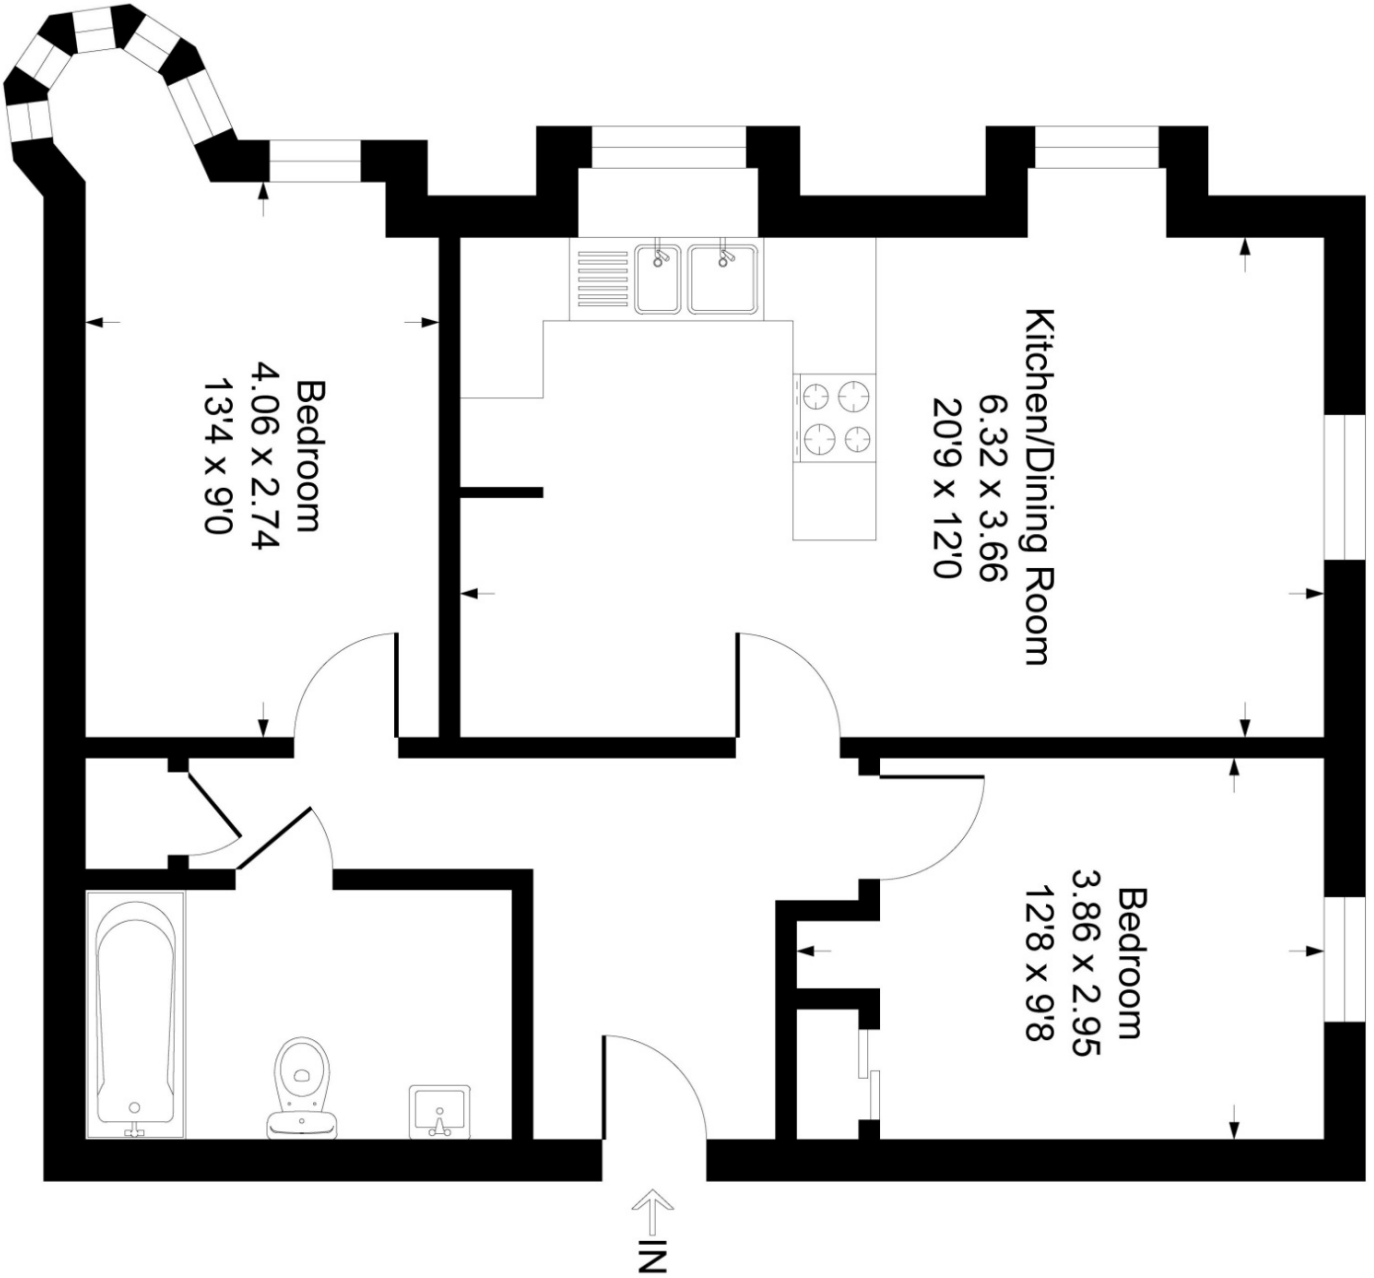 Kitchen/Dining Room
6.32 x 3.66
20'9 x 12'0
Bedroom
4.06 x 2.74
13'4 x 9'0
Bedroom
3.86 x 2.95
12'8 x 9'8
IN